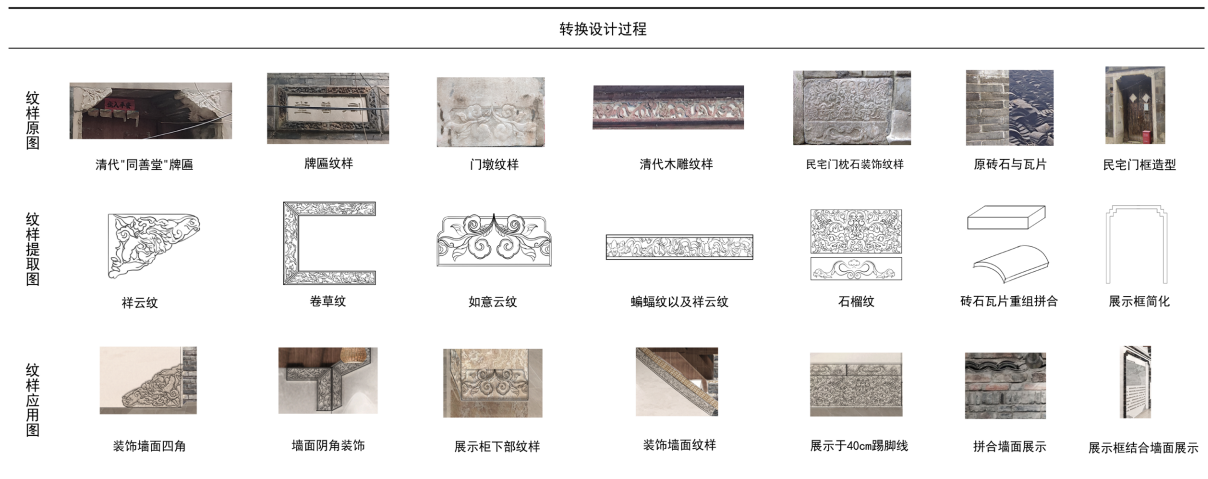 转换设计过程
纹样原图
清代"同善堂"牌匾
牌匾纹样
门墩纹样
清代木雕纹样
民宅门枕石装饰纹样
原砖石与瓦片
民宅门框造型
纹样提取图
祥云纹
卷草纹
如意云纹
蝙蝠纹以及祥云纹
石榴纹
砖石瓦片重组拼合
展示框简化
纹样应用图
装饰墙面四角
墙面阴角装饰
展示柜下部纹样
装饰墙面纹样
展示于40cm踢脚线
拼合墙面展示
展示框结合墙面展示